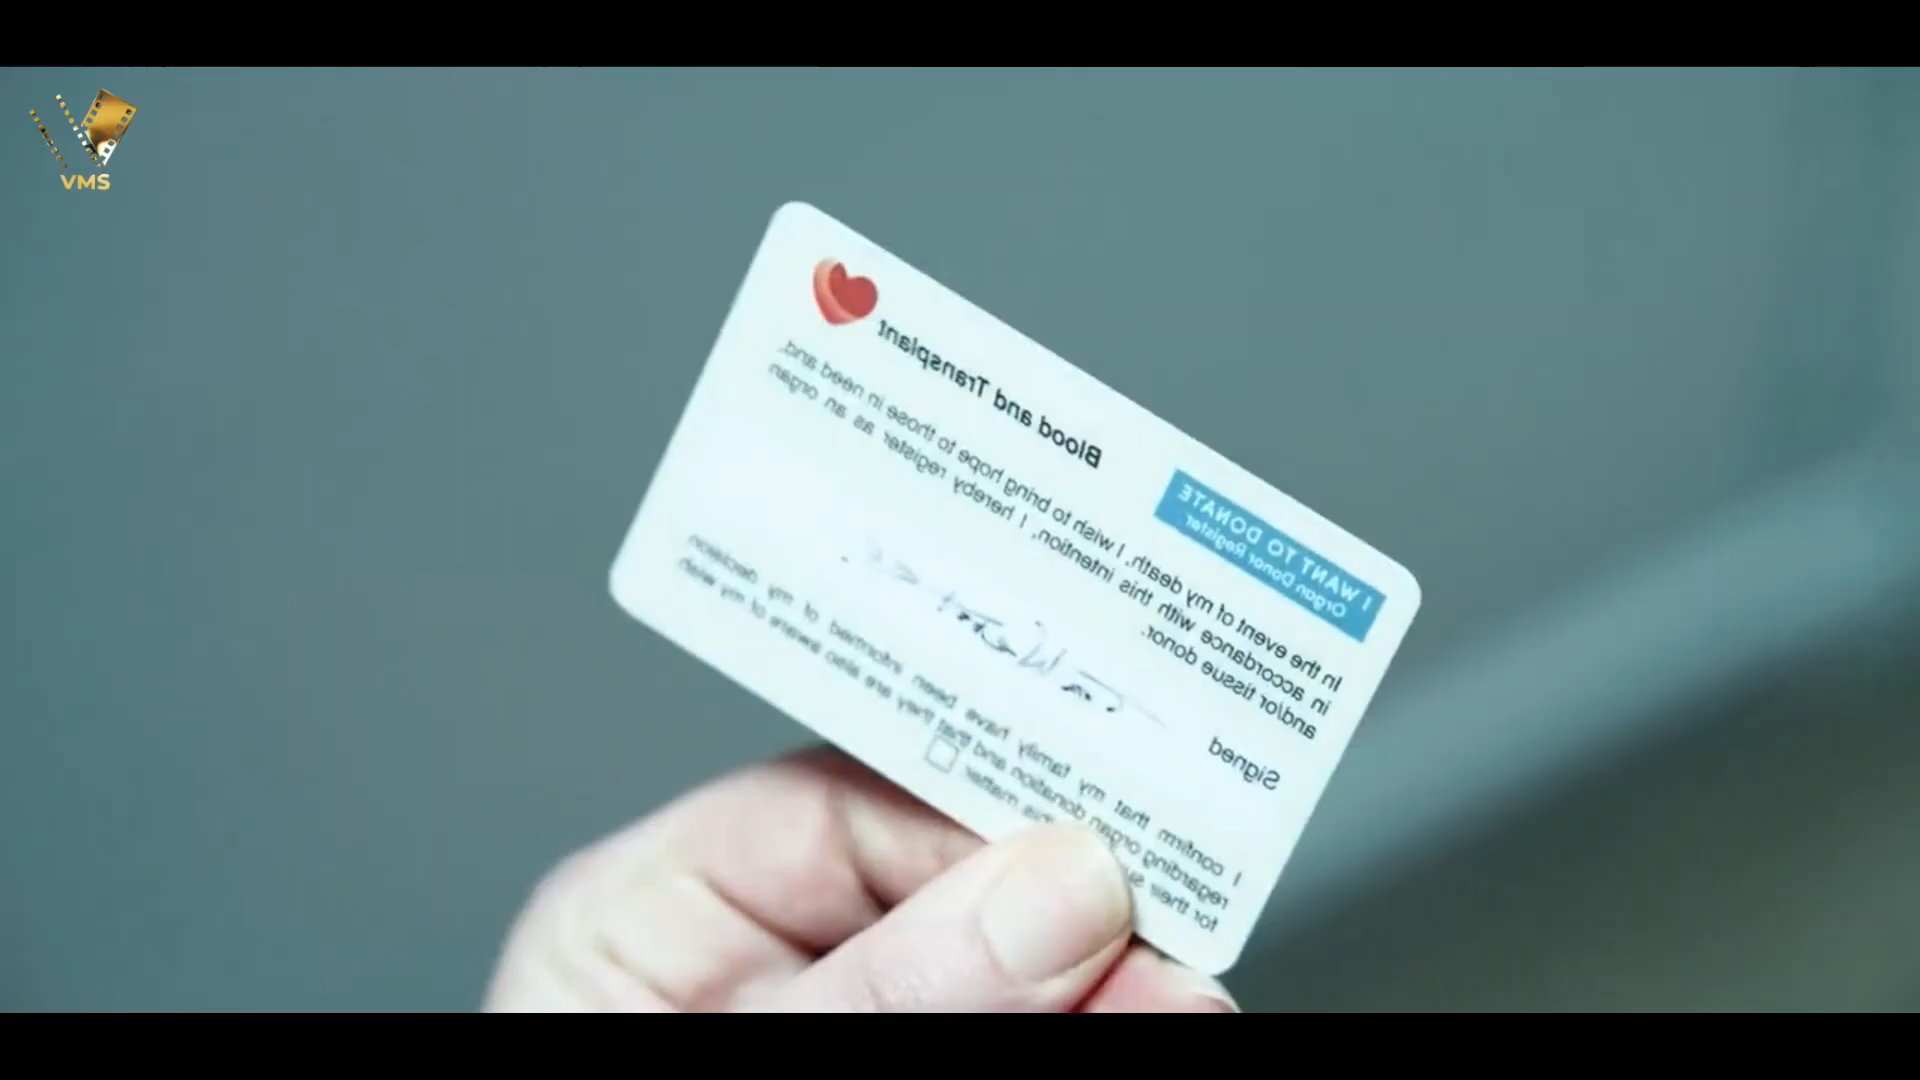 VMS
Blood and Transplant
I WANT TO DONATE
Organ Donor Register
In the event of my death, I wish to bring hope to those in need and,
in accordance with this intention, I hereby register as an organ
and/or tissue donor.
Signed
I confirm that my family have been informed of my decision
regarding organ donation and that they are also aware of my wish
for their matter.